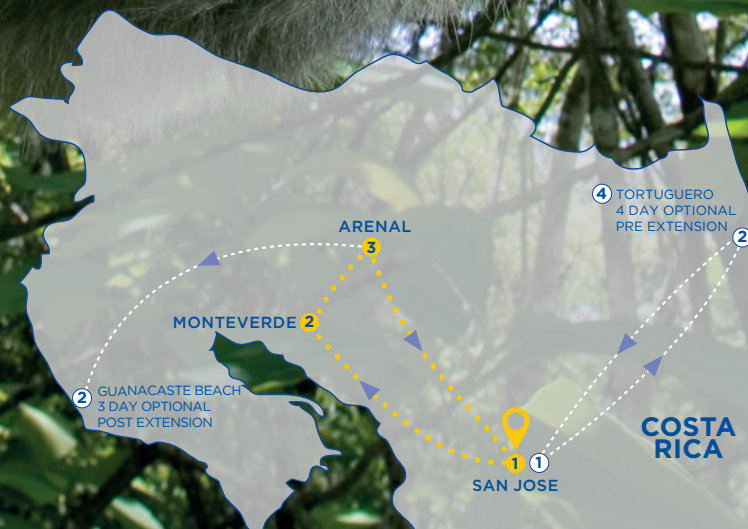 4 TORTUGUERO
4 DAY OPTIONAL
PRE EXTENSION
2
ARENAL
3
MONTEVERDE 2
2 GUANACASTE BEACH
3 DAY OPTIONAL
POST EXTENSION
COSTA
RICA
1 1
SAN JOSE